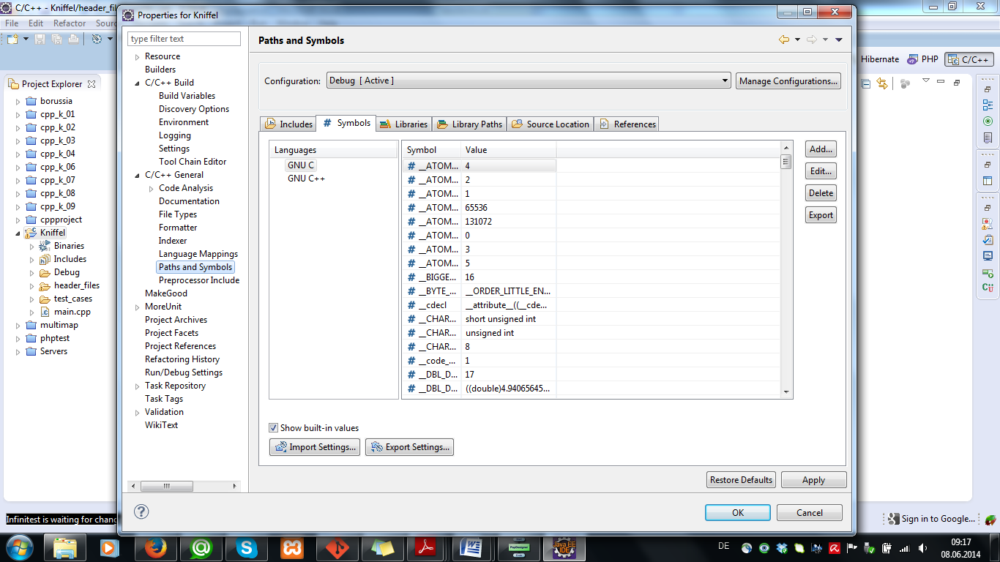 C/C++ - Kniffel/header_fi
Properties for Kniffel
File Edit Refactor Sour
type filter text
Paths and Symbols
Hibernate PHP C/C++
Configuration: Debug [ Active ] Manage Configurations...
Project Explorer
borussia
cpp_k_01
cpp_k_02
cpp_k_03
cpp_k_04
cpp_k_06
cpp_k_07
cpp_k_08
cpp_k_09
cppproject
Kniffel
Binaries
Includes
Debug
header_files
test_cases
main.cpp
multimap
phptest
Servers
Resource
Builders
C/C++ Build
Build Variables
Discovery Options
Environment
Logging
Settings
Tool Chain Editor
C/C++ General
Code Analysis
Documentation
File Types
Formatter
Indexer
Language Mappings
Paths and Symbols
Preprocessor Include
MakeGood
MoreUnit
Project Archives
Project Facets
Project References
Refactoring History
Run/Debug Settings
Task Repository
Task Tags
Validation
WikiText
Includes # Symbols Libraries Library Paths Source Location References
Languages
GNU C
GNU C++
Symbol Value
# __ATOM... 4
# __ATOM... 2
# __ATOM... 1
# __ATOM... 65536
# __ATOM... 131072
# __ATOM... 0
# __ATOM... 3
# __ATOM... 5
# __BIGGE... 16
# __BYTE_... __ORDER_LITTLE_EN...
# __cdecl __attribute__((__cde...
# __CHAR... short unsigned int
# __CHAR... unsigned int
# __CHAR... 8
# __code_... 1
# __DBL_D... 17
# __DBL_D... ((double)4.94065645...
Add...
Edit...
Delete
Export
Show built-in values
Import Settings... Export Settings...
Restore Defaults Apply
OK Cancel
Infinitest is waiting for chang
Sign in to Google...
DE
09:17
08.06.2014